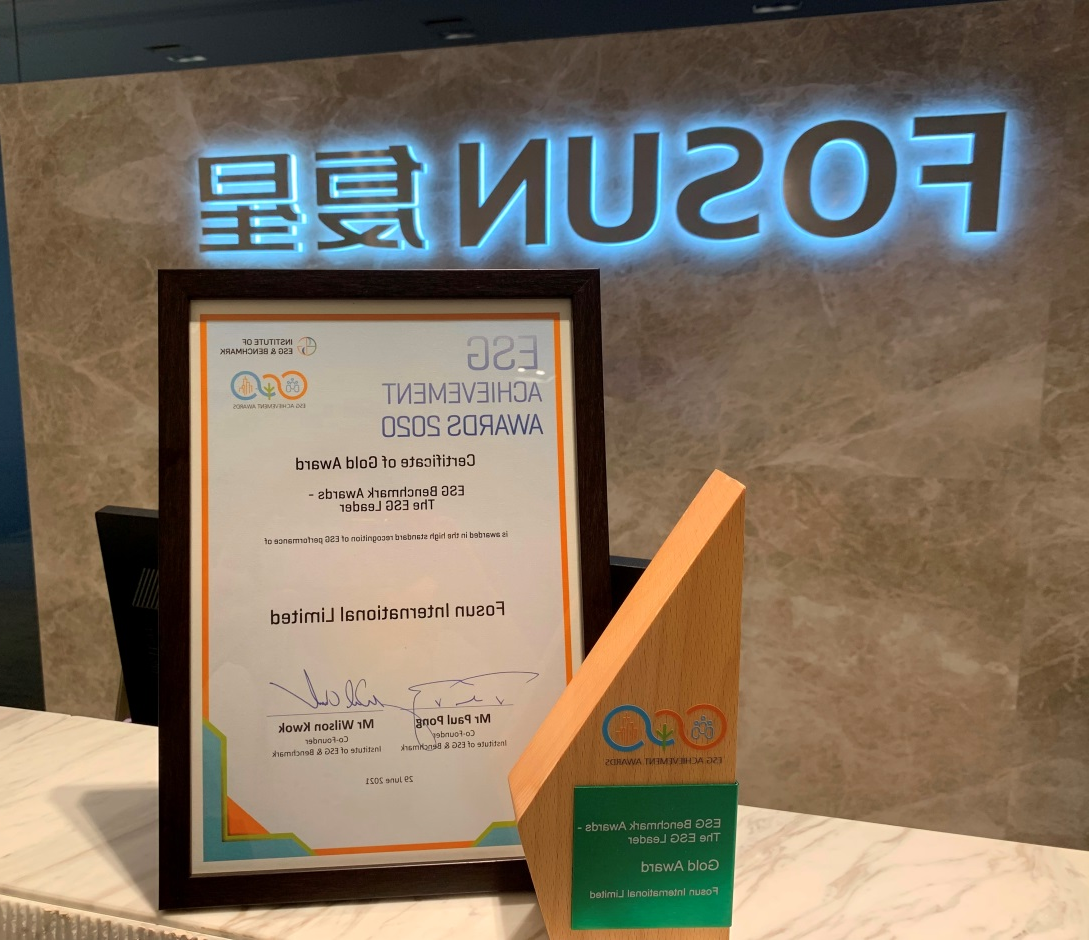 FOSUN 复星
ESG
ACHIEVEMENT
AWARDS 2020
INSTITUTE OF
ESG & BENCHMARK
ESG ACHIEVEMENT AWARDS
Certificate of Gold Award
ESG Benchmark Awards -
The ESG Leader
is awarded in the high standard recognition of ESG performance of
Fosun International Limited
Mr Paul Pong
Co-Founder
Institute of ESG & Benchmark
Mr Wilson Kwok
Co-Founder
Institute of ESG & Benchmark
29 June 2021
ESG ACHIEVEMENT AWARDS
ESG Benchmark Awards -
The ESG Leader
Gold Award
Fosun International Limited